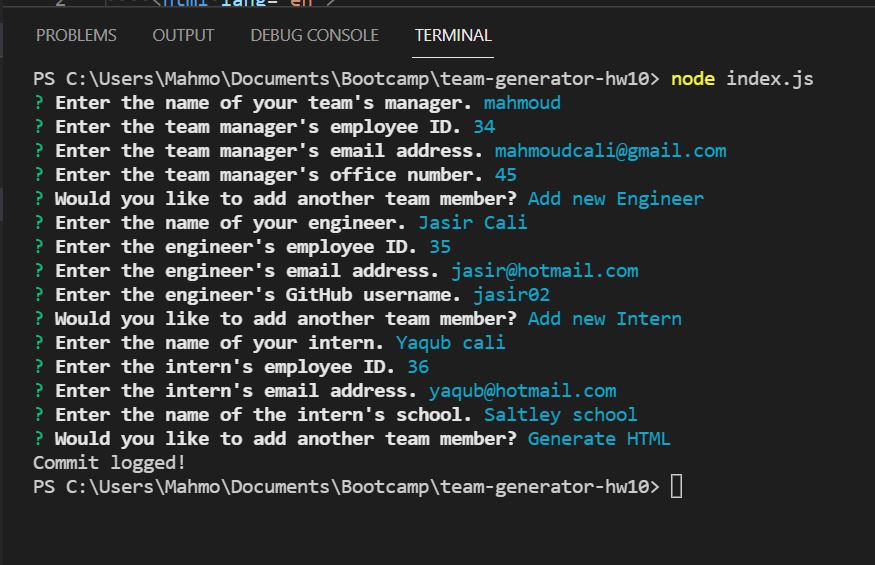 2 <html lang="en">
PROBLEMS OUTPUT DEBUG CONSOLE TERMINAL
PS C:\Users\Mahmo\Documents\Bootcamp\team-generator-hw10> node index.js
? Enter the name of your team's manager. mahmoud
? Enter the team manager's employee ID. 34
? Enter the team manager's email address. mahmoudcali@gmail.com
? Enter the team manager's office number. 45
? Would you like to add another team member? Add new Engineer
? Enter the name of your engineer. Jasir Cali
? Enter the engineer's employee ID. 35
? Enter the engineer's email address. jasir@hotmail.com
? Enter the engineer's GitHub username. jasir02
? Would you like to add another team member? Add new Intern
? Enter the name of your intern. Yaqub cali
? Enter the intern's employee ID. 36
? Enter the intern's email address. yaqub@hotmail.com
? Enter the name of the intern's school. Saltley school
? Would you like to add another team member? Generate HTML
Commit logged!
PS C:\Users\Mahmo\Documents\Bootcamp\team-generator-hw10>